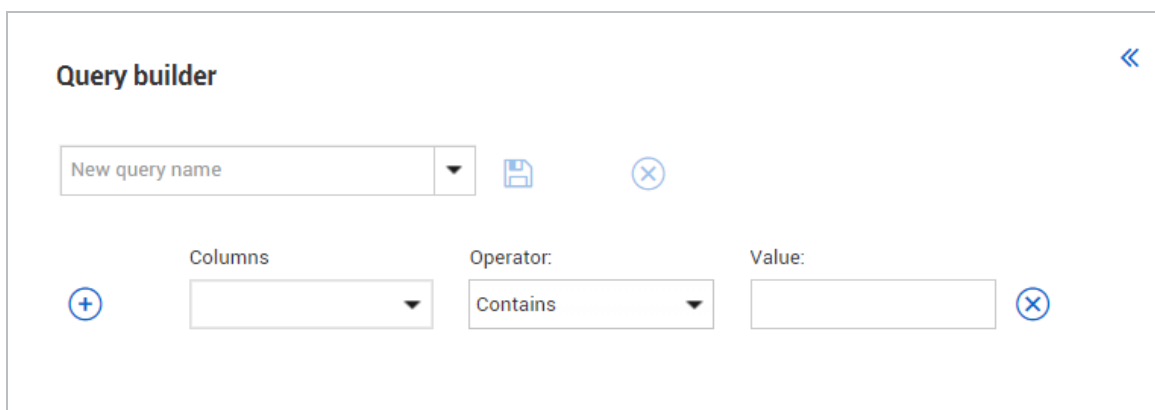 Query builder
New query name
Columns Operator: Value:
Contains